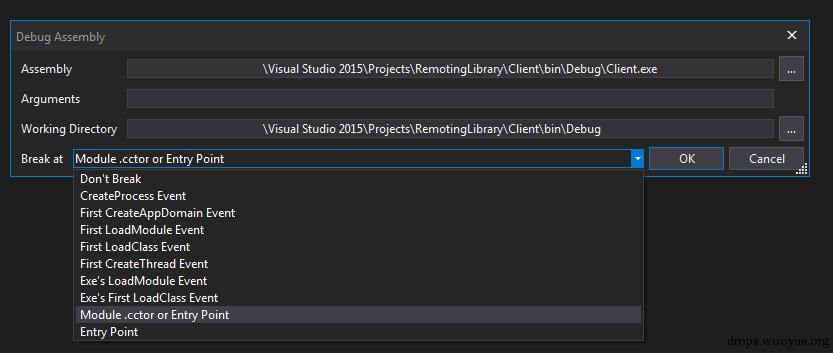 Debug Assembly
Assembly \Visual Studio 2015\Projects\RemotingLibrary\Client\bin\Debug\Client.exe ...
Arguments
Working Directory \Visual Studio 2015\Projects\RemotingLibrary\Client\bin\Debug ...
Break at Module .cctor or Entry Point OK Cancel
Don't Break
CreateProcess Event
First CreateAppDomain Event
First LoadModule Event
First LoadClass Event
First CreateThread Event
Exe's LoadModule Event
Exe's First LoadClass Event
Module .cctor or Entry Point
Entry Point
drops.wooyun.org